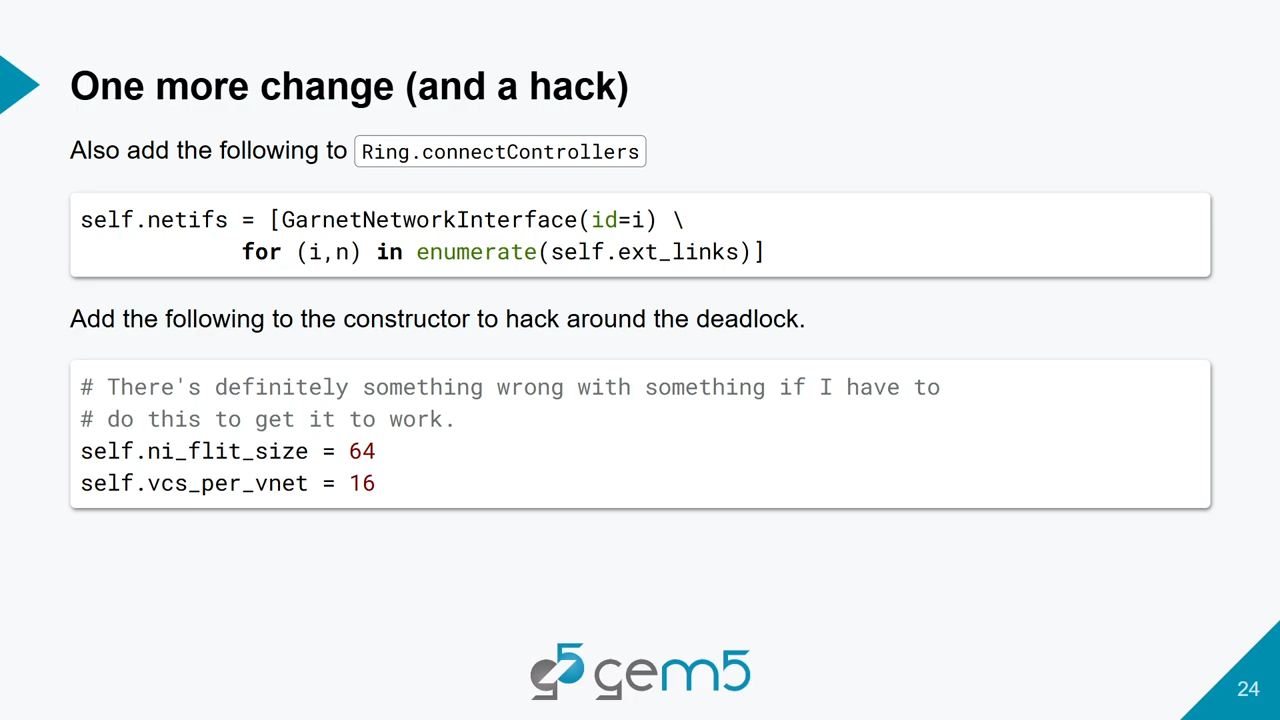 One more change (and a hack)
Also add the following to Ring.connectControllers
self.netifs = [GarnetNetworkInterface(id=i) \
for (i,n) in enumerate(self.ext_links)]
Add the following to the constructor to hack around the deadlock.
# There's definitely something wrong with something if I have to
# do this to get it to work.
self.ni_flit_size = 64
self.vcs_per_vnet = 16
g5 gem5
24